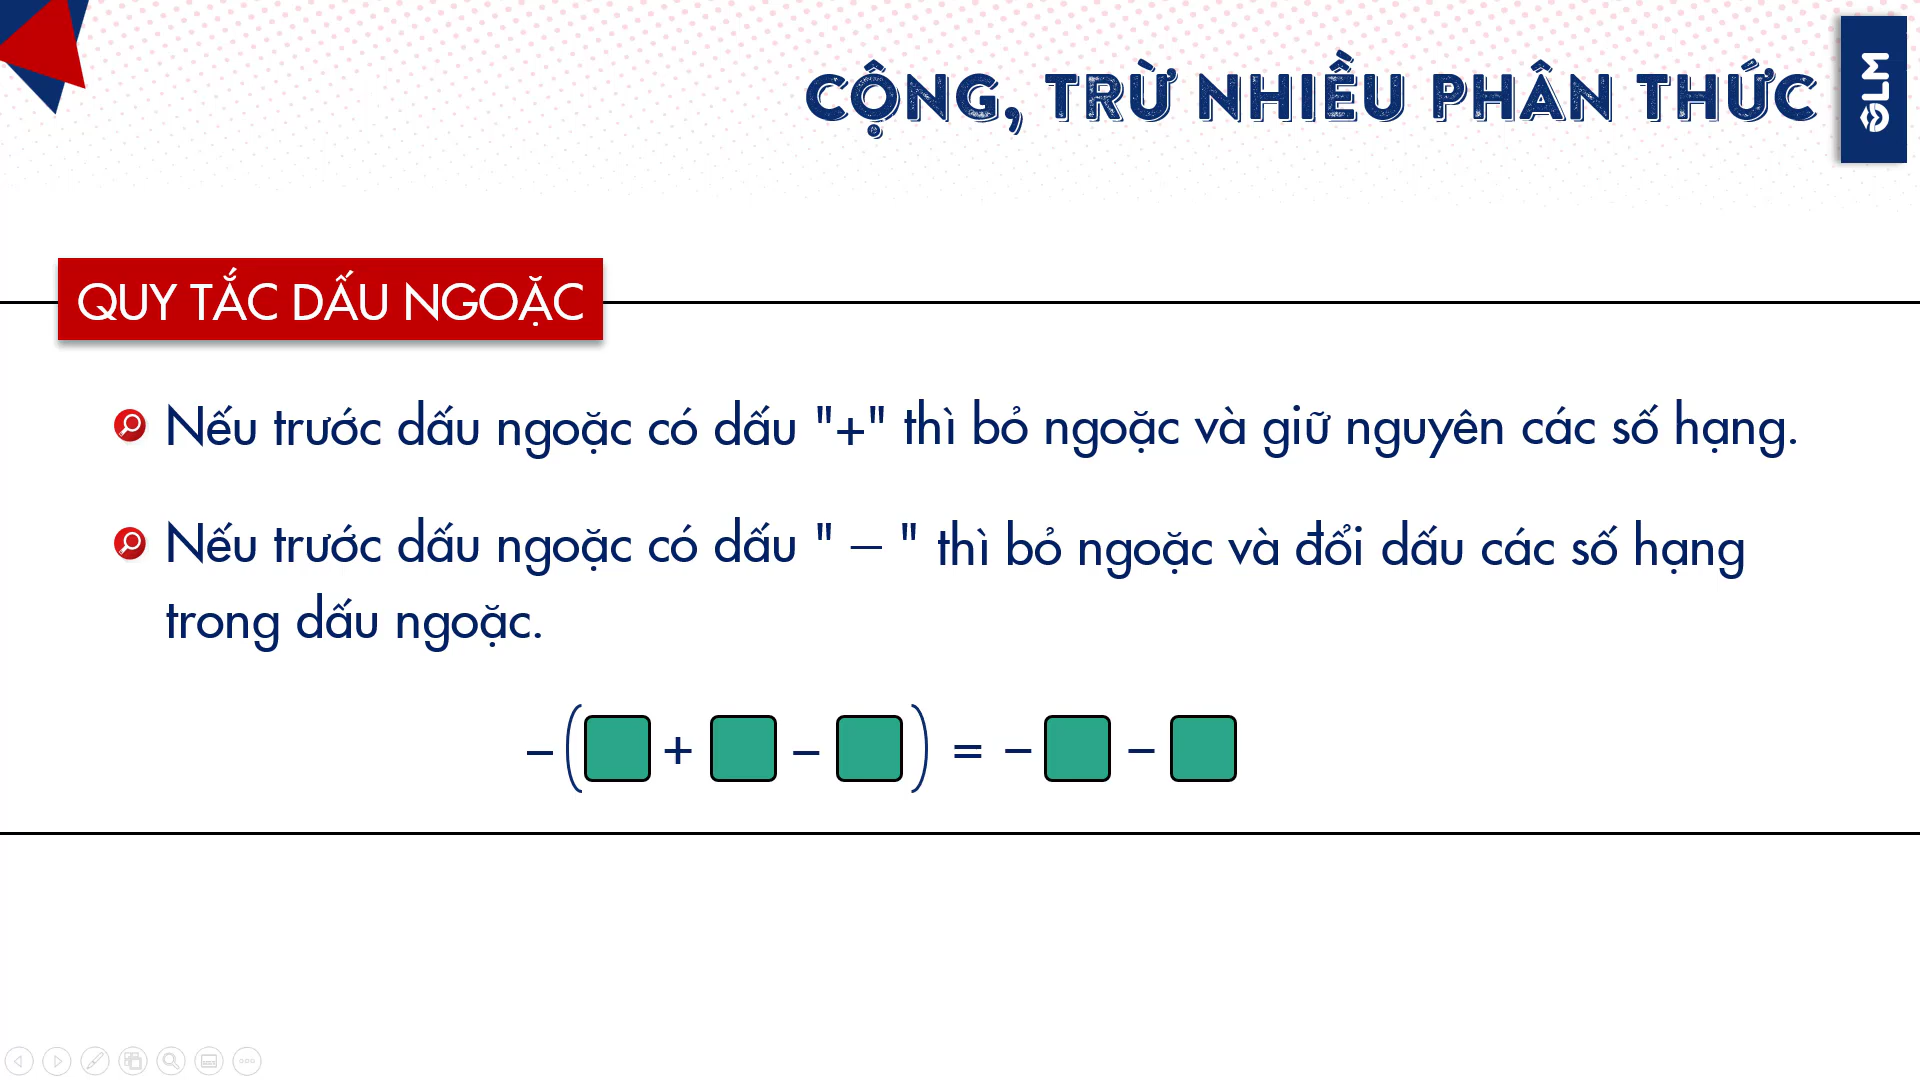 CỘNG, TRỪ NHIỀU PHÂN THỨC
OLM
QUY TẮC DẤU NGOẶC
Nếu trước dấu ngoặc có dấu "+" thì bỏ ngoặc và giữ nguyên các số hạng.
Nếu trước dấu ngoặc có dấu " – " thì bỏ ngoặc và đổi dấu các số hạng
trong dấu ngoặc.
–( + – ) = – –